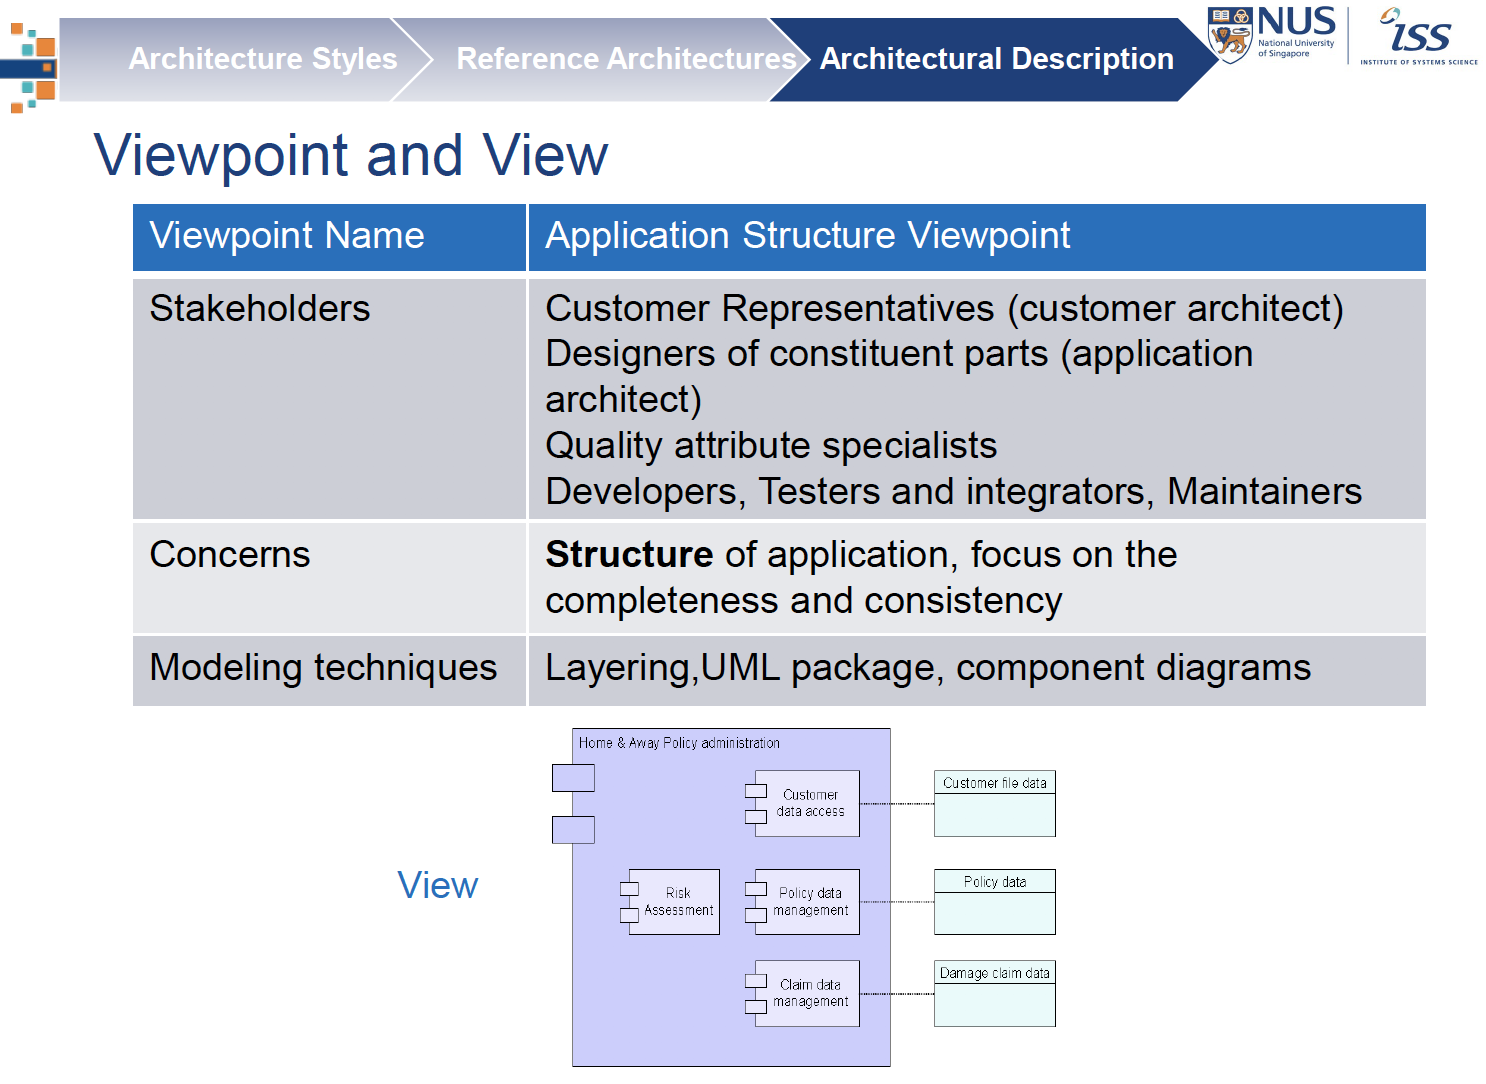 Architecture Styles
Reference Architectures
Architectural Description
NUS
National University
of Singapore
iss
INSTITUTE OF SYSTEMS SCIENCE
Viewpoint and View
Viewpoint Name
Application Structure Viewpoint
Stakeholders
Customer Representatives (customer architect)
Designers of constituent parts (application
architect)
Quality attribute specialists
Developers, Testers and integrators, Maintainers
Concerns
Structure of application, focus on the
completeness and consistency
Modeling techniques
Layering,UML package, component diagrams
View
Home & Away Policy administration
Customer
data access
Customer file data
Risk
Assessment
Policy data
management
Policy data
Claim data
management
Damage claim data